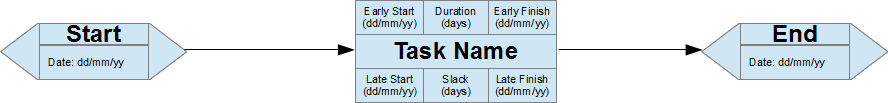 Start
Date: dd/mm/yy
Early Start
(dd/mm/yy)
Duration
(days)
Early Finish
(dd/mm/yy)
Task Name
Late Start
(dd/mm/yy)
Slack
(days)
Late Finish
(dd/mm/yy)
End
Date: dd/mm/yy